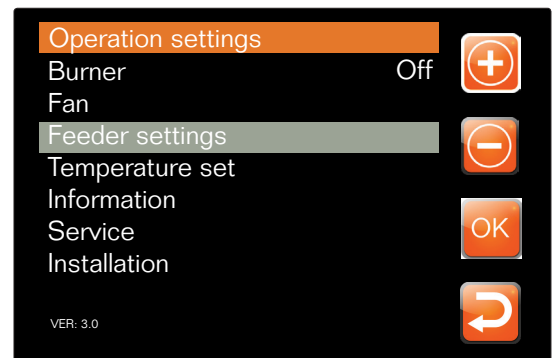 Operation settings
Burner Off
Fan
Feeder settings
Temperature set
Information
Service
OK
Installation
VER: 3.0